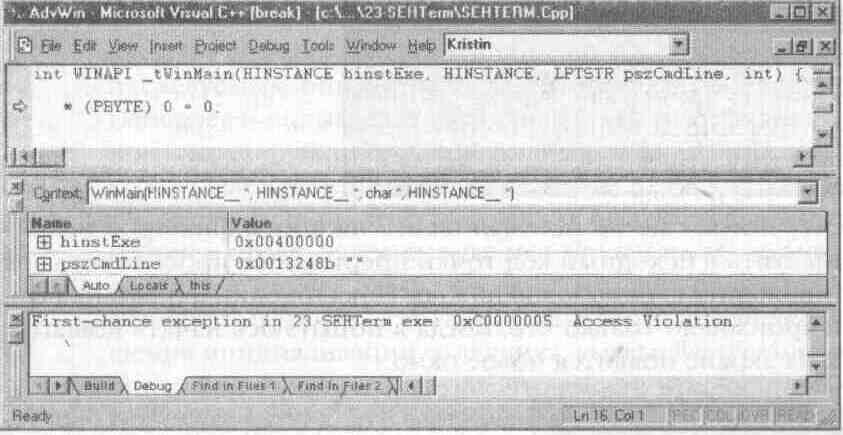 AdvWin - Microsoft Visual C++ [break] - [c:\...\23-SEHTerm\SEHTERM.Cpp]
File Edit View Insert Project Debug Tools Window Help Kristin
int WINAPI _tWinMain(HINSTANCE hinstExe, HINSTANCE, LPTSTR pszCmdLine, int) {
* (PBYTE) 0 = 0;
Context: WinMain(HINSTANCE__ *, HINSTANCE__ *, char *, HINSTANCE__ *)
Name Value
hinstExe 0x00400000
pszCmdLine 0x0013248b ""
Auto Locals this
First-chance exception in 23 SEHTerm exe: 0xC0000005 Access Violation
Build Debug Find in Files 1 Find in Files 2
Ready Ln 16, Col 1 REC COL OVR READ